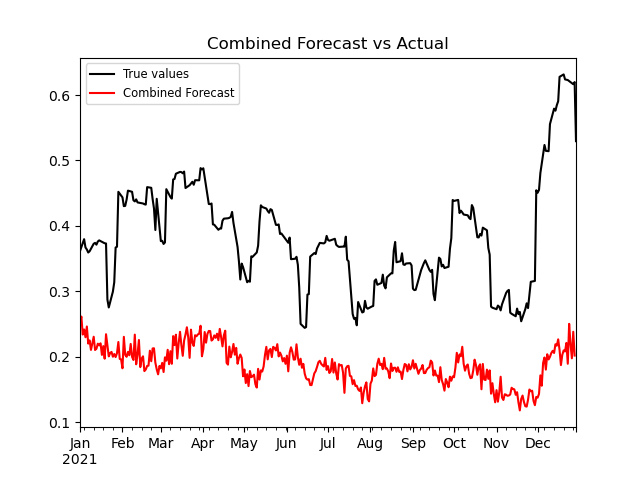 Combined Forecast vs Actual
True values
Combined Forecast
0.6
0.5
0.4
0.3
0.2
0.1
Jan Feb Mar Apr May Jun Jul Aug Sep Oct Nov Dec
2021